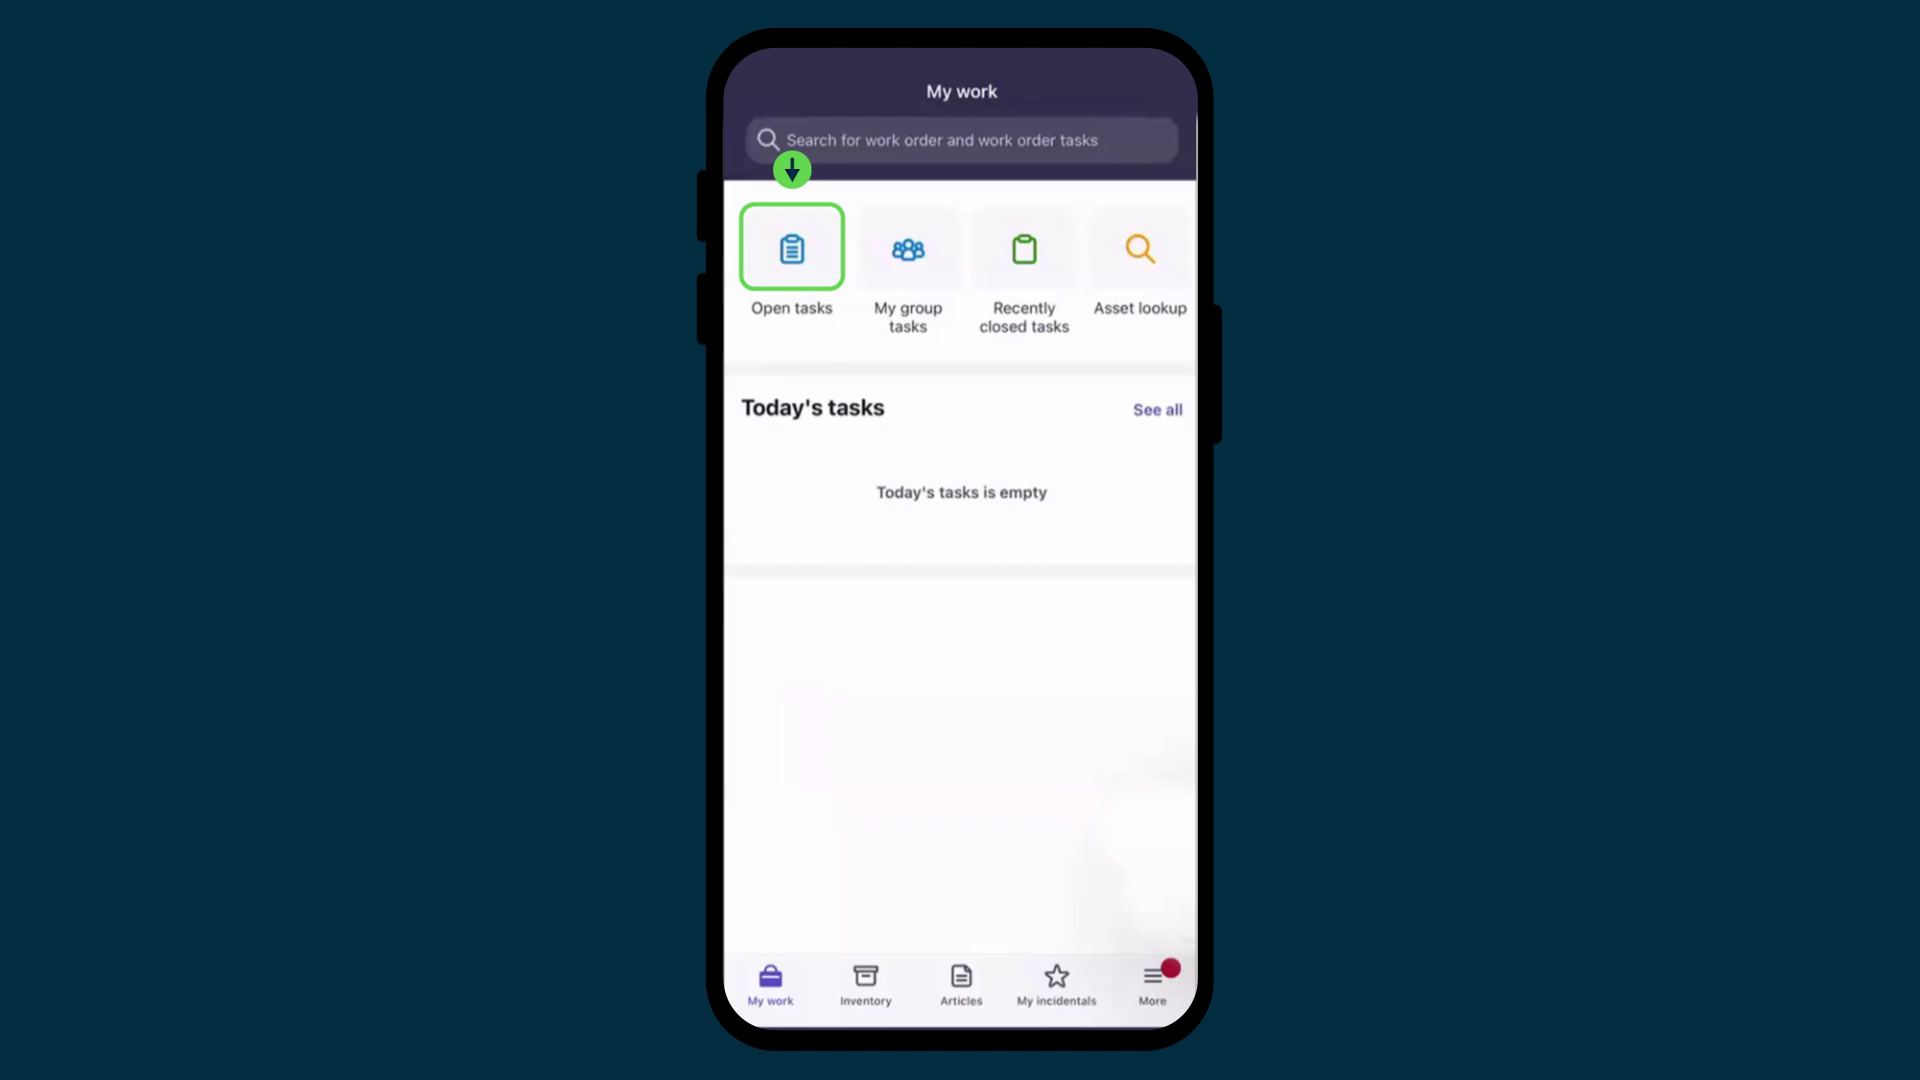 My work
Search for work order and work order tasks
Open tasks
My group
tasks
Recently
closed tasks
Asset lookup
Today's tasks
See all
Today's tasks is empty
My work
Inventory
Articles
My incidentals
More